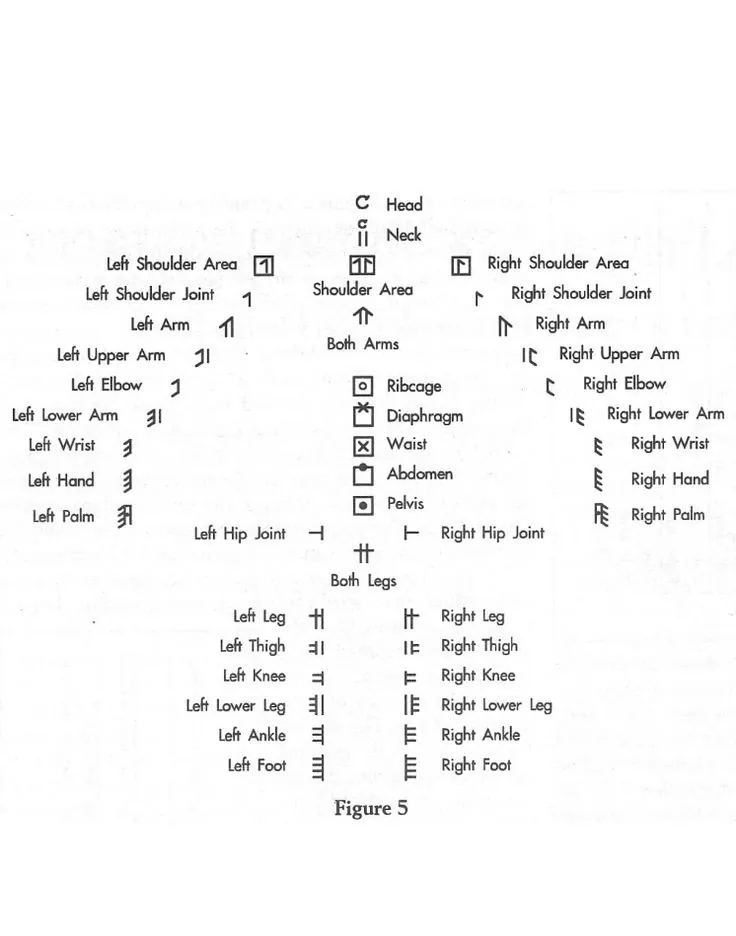 Head
Neck
Left Shoulder Area Right Shoulder Area
Shoulder Area
Left Shoulder Joint Right Shoulder Joint
Left Arm Right Arm
Both Arms
Left Upper Arm Right Upper Arm
Left Elbow Ribcage Right Elbow
Left Lower Arm Diaphragm Right Lower Arm
Left Wrist Waist Right Wrist
Left Hand Abdomen Right Hand
Left Palm Pelvis Right Palm
Left Hip Joint Right Hip Joint
Both Legs
Left Leg Right Leg
Left Thigh Right Thigh
Left Knee Right Knee
Left Lower Leg Right Lower Leg
Left Ankle Right Ankle
Left Foot Right Foot
Figure 5